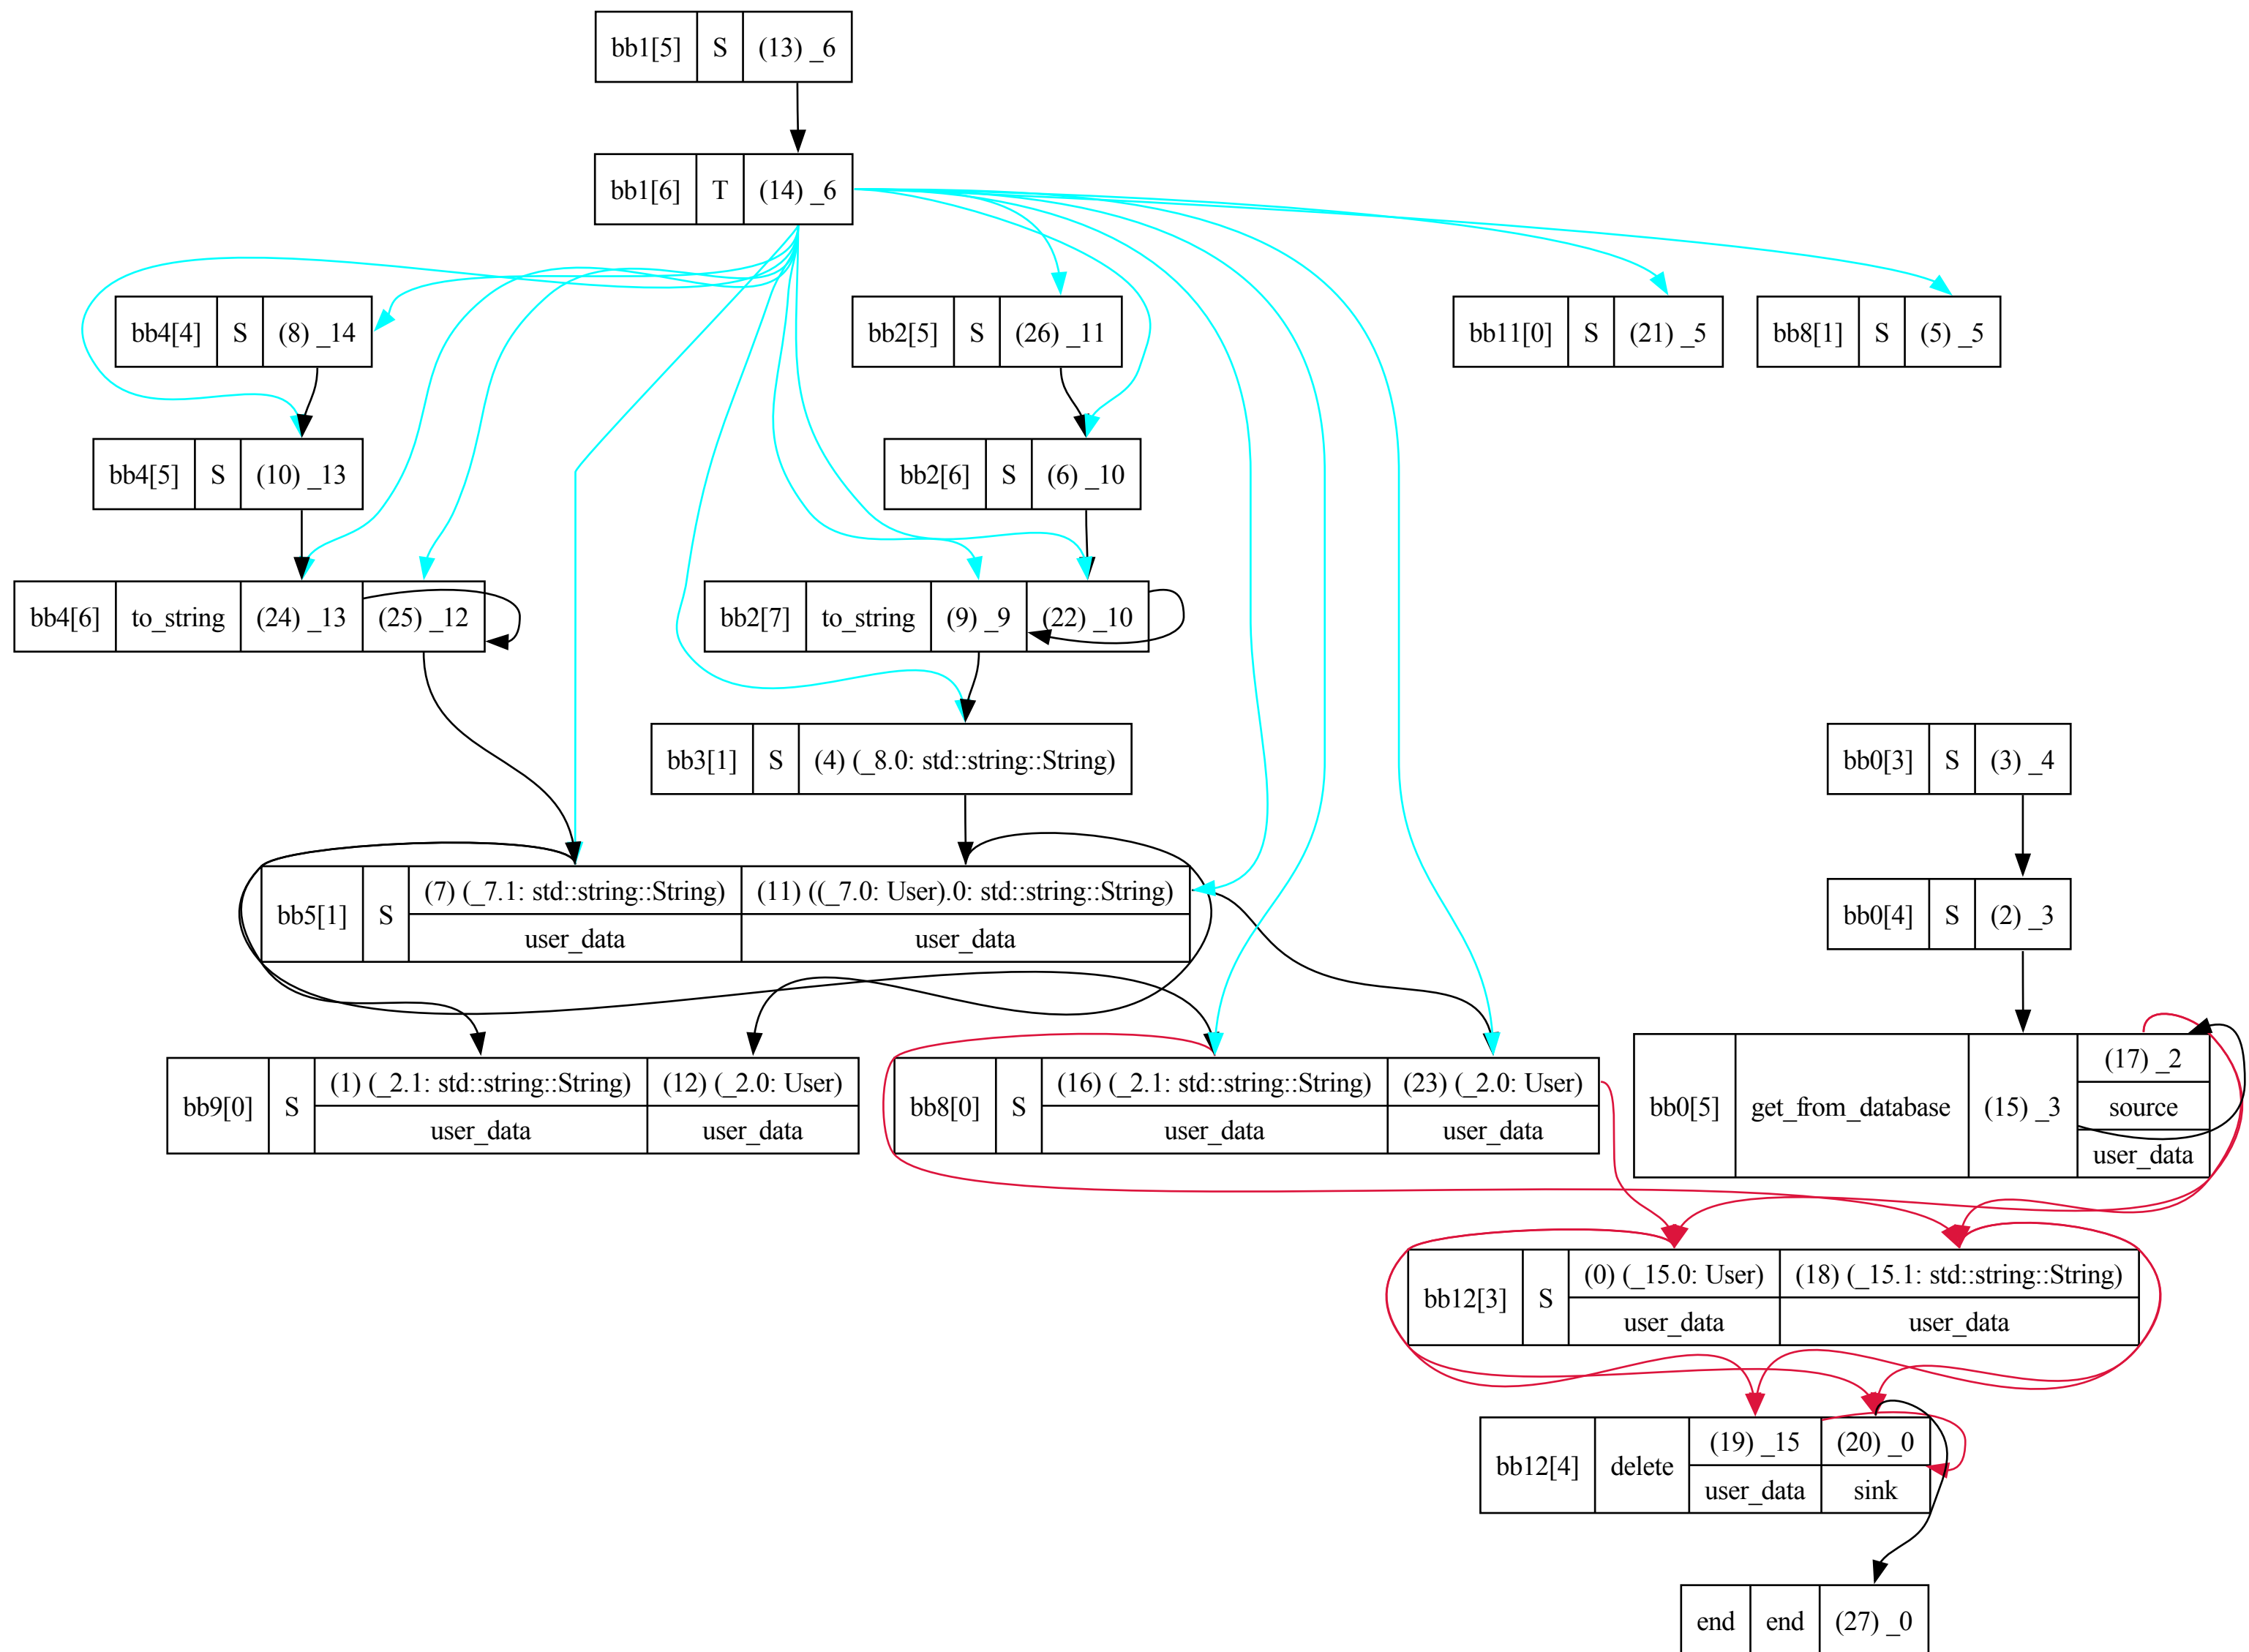 bb1[5] S (13) _6
bb1[6] T (14) _6
bb4[4] S (8) _14
bb2[5] S (26) _11
bb11[0] S (21) _5
bb8[1] S (5) _5
bb4[5] S (10) _13
bb2[6] S (6) _10
bb4[6] to_string (24) _13 (25) _12
bb2[7] to_string (9) _9 (22) _10
bb3[1] S (4) (_8.0: std::string::String)
bb0[3] S (3) _4
bb5[1] S (7) (_7.1: std::string::String) (11) ((_7.0: User).0: std::string::String)
user_data user_data
bb0[4] S (2) _3
bb9[0] S (1) (_2.1: std::string::String) (12) (_2.0: User)
user_data user_data
bb8[0] S (16) (_2.1: std::string::String) (23) (_2.0: User)
user_data user_data
bb0[5] get_from_database (15) _3 (17) _2
source
user_data
bb12[3] S (0) (_15.0: User) (18) (_15.1: std::string::String)
user_data user_data
bb12[4] delete (19) _15 (20) _0
user_data sink
end end (27) _0